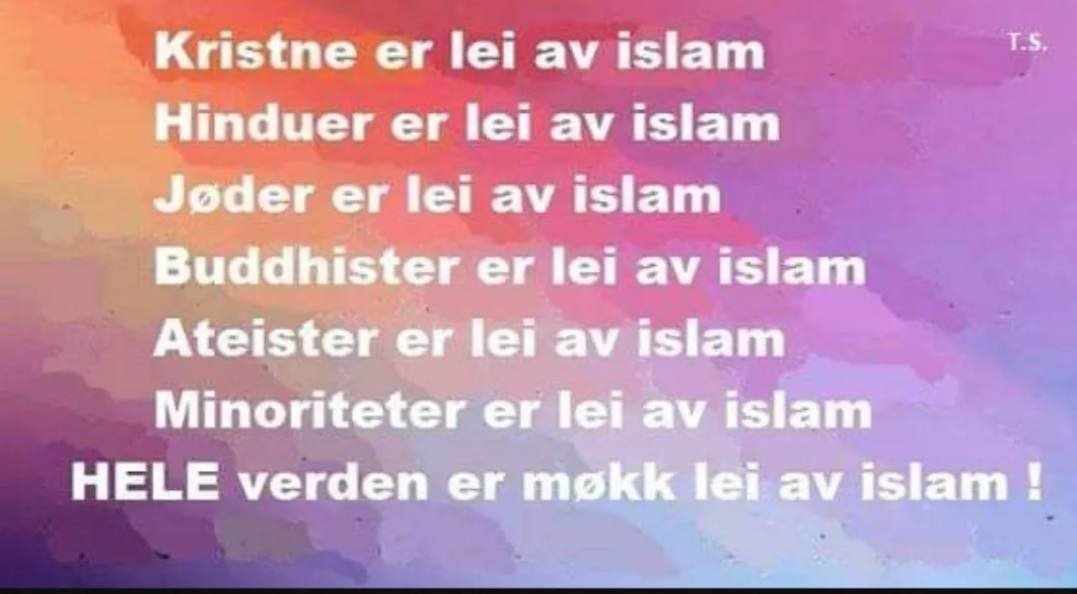 Kristne er lei av islam
T.S.
Hinduer er lei av islam
Jøder er lei av islam
Buddhister er lei av islam
Ateister er lei av islam
Minoriteter er lei av islam
HELE verden er møkk lei av islam !